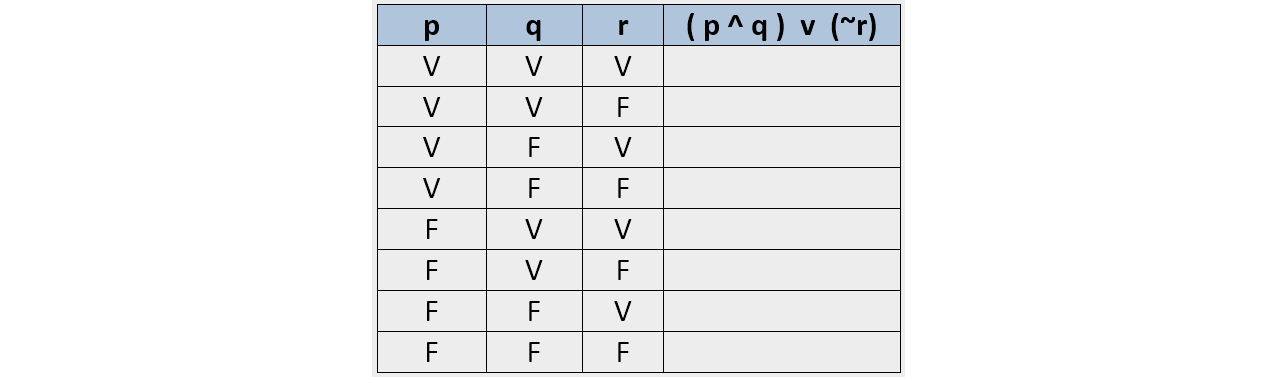 p q r ( p ^ q ) v (~r)
V V V
V V F
V F V
V F F
F V V
F V F
F F V
F F F